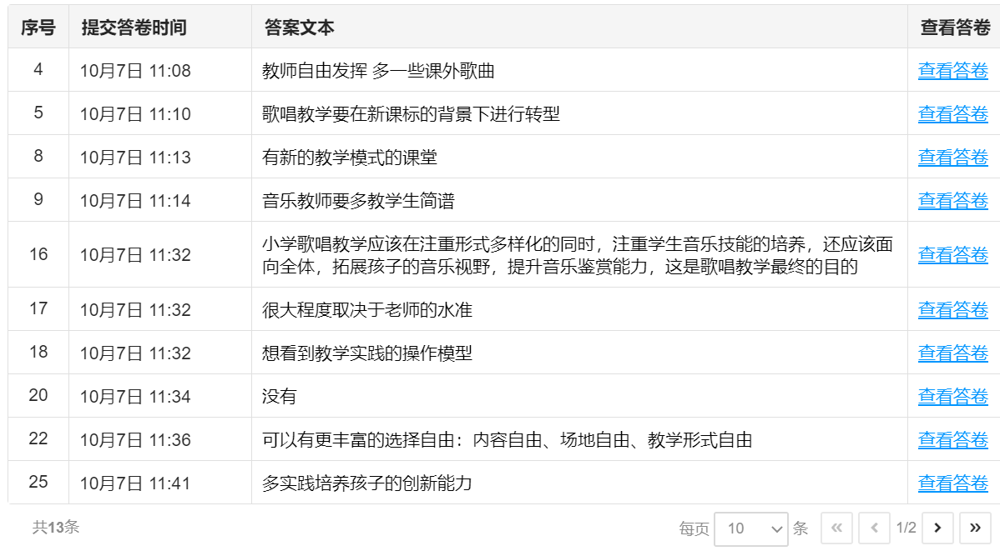 序号 提交答卷时间 答案文本 查看答卷
4 10月7日 11:08 教师自由发挥 多一些课外歌曲 查看答卷
5 10月7日 11:10 歌唱教学要在新课标的背景下进行转型 查看答卷
8 10月7日 11:13 有新的教学模式的课堂 查看答卷
9 10月7日 11:14 音乐教师要多教学生简谱 查看答卷
16 10月7日 11:32 小学歌唱教学应该在注重形式多样化的同时，注重学生音乐技能的培养，还应该面 查看答卷
向全体，拓展孩子的音乐视野，提升音乐鉴赏能力，这是歌唱教学最终的目的
17 10月7日 11:32 很大程度取决于老师的水准 查看答卷
18 10月7日 11:32 想看到教学实践的操作模型 查看答卷
20 10月7日 11:34 没有 查看答卷
22 10月7日 11:36 可以有更丰富的选择自由：内容自由、场地自由、教学形式自由 查看答卷
25 10月7日 11:41 多实践培养孩子的创新能力 查看答卷
共13条 每页 10 条 « ‹ 1/2 › »